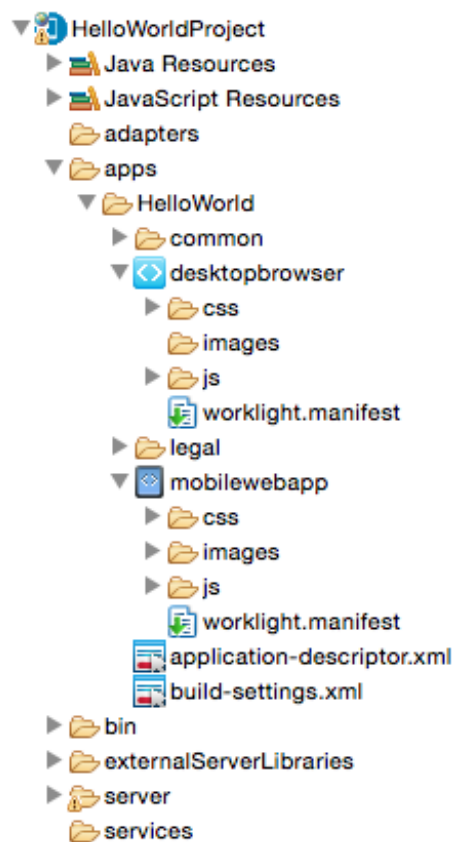 HelloWorldProject
Java Resources
JavaScript Resources
adapters
apps
HelloWorld
common
desktopbrowser
css
images
js
worklight.manifest
legal
mobilewebapp
css
images
js
worklight.manifest
application-descriptor.xml
build-settings.xml
bin
externalServerLibraries
server
services